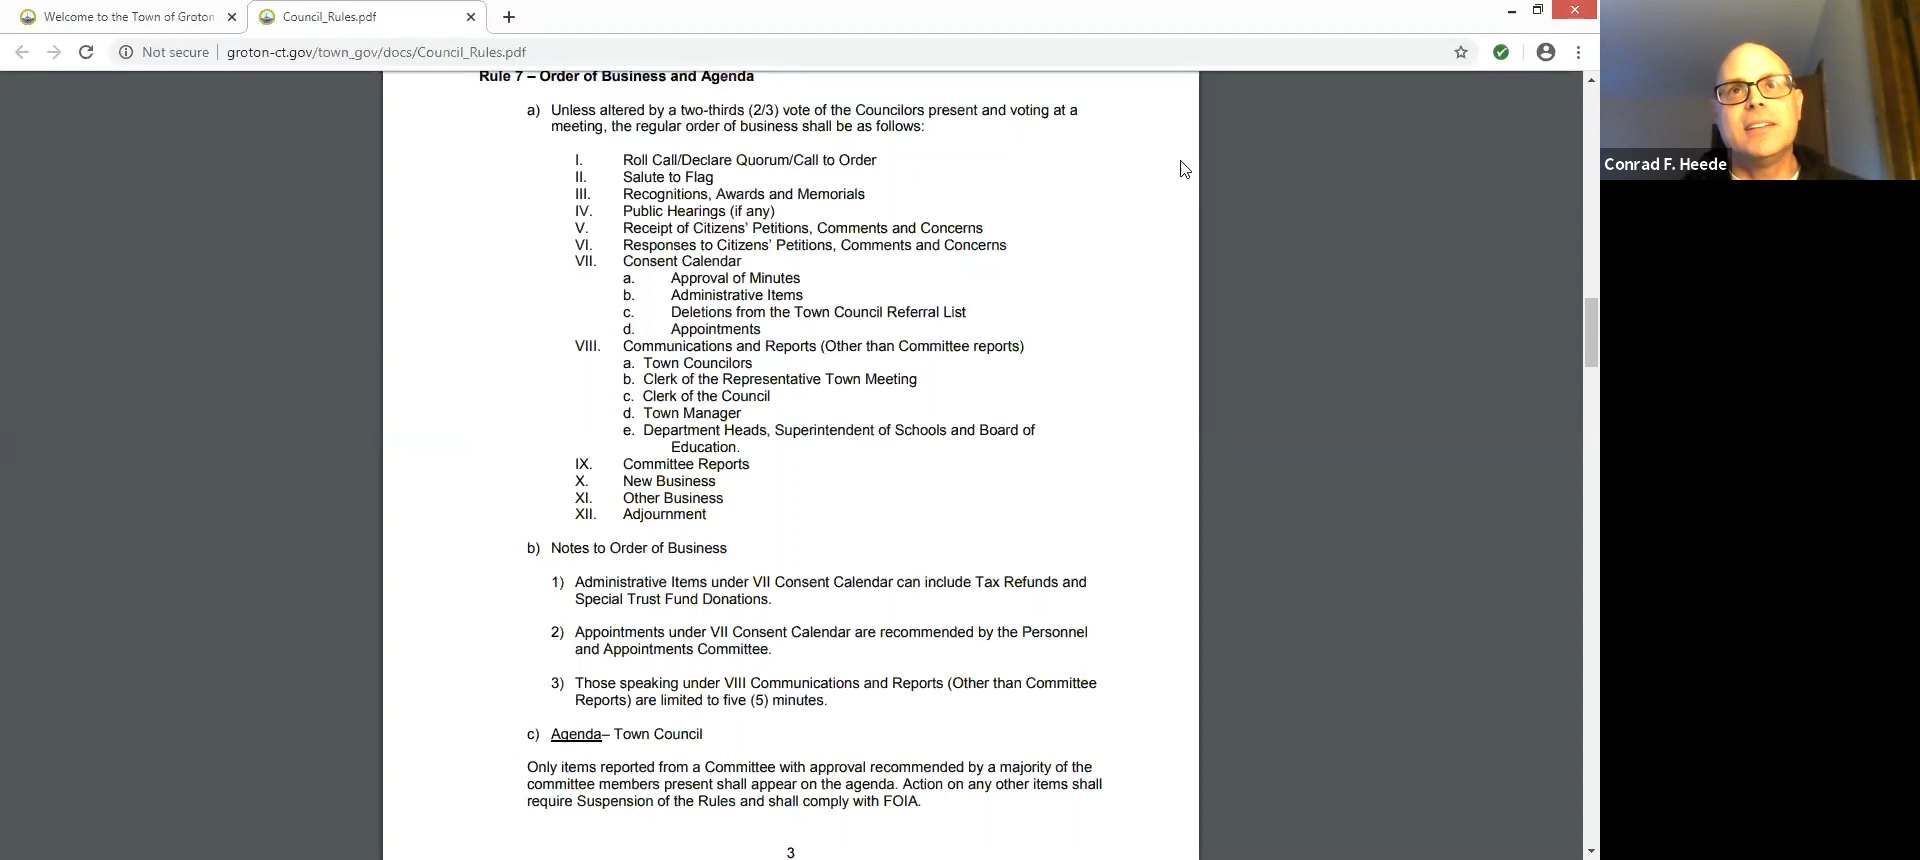 Welcome to the Town of Groton
Council_Rules.pdf
Not secure
groton-ct.gov/town_gov/docs/Council_Rules.pdf
Rule 7 – Order of Business and Agenda
a) Unless altered by a two-thirds (2/3) vote of the Councilors present and voting at a
meeting, the regular order of business shall be as follows:
I. Roll Call/Declare Quorum/Call to Order
II. Salute to Flag
III. Recognitions, Awards and Memorials
IV. Public Hearings (if any)
V. Receipt of Citizens' Petitions, Comments and Concerns
VI. Responses to Citizens' Petitions, Comments and Concerns
VII. Consent Calendar
a. Approval of Minutes
b. Administrative Items
c. Deletions from the Town Council Referral List
d. Appointments
VIII. Communications and Reports (Other than Committee reports)
a. Town Councilors
b. Clerk of the Representative Town Meeting
c. Clerk of the Council
d. Town Manager
e. Department Heads, Superintendent of Schools and Board of
Education.
IX. Committee Reports
X. New Business
XI. Other Business
XII. Adjournment
b) Notes to Order of Business
1) Administrative Items under VII Consent Calendar can include Tax Refunds and
Special Trust Fund Donations.
2) Appointments under VII Consent Calendar are recommended by the Personnel
and Appointments Committee.
3) Those speaking under VIII Communications and Reports (Other than Committee
Reports) are limited to five (5) minutes.
c) Agenda– Town Council
Only items reported from a Committee with approval recommended by a majority of the
committee members present shall appear on the agenda. Action on any other items shall
require Suspension of the Rules and shall comply with FOIA.
3
Conrad F. Heede